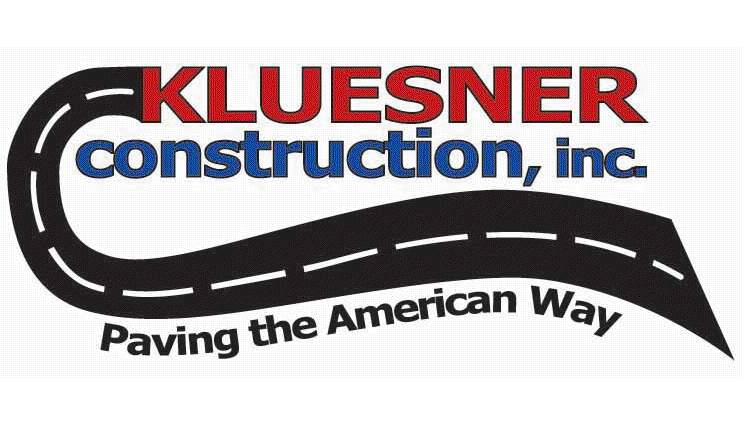 KLUESNER
construction, inc.
Paving the American Way